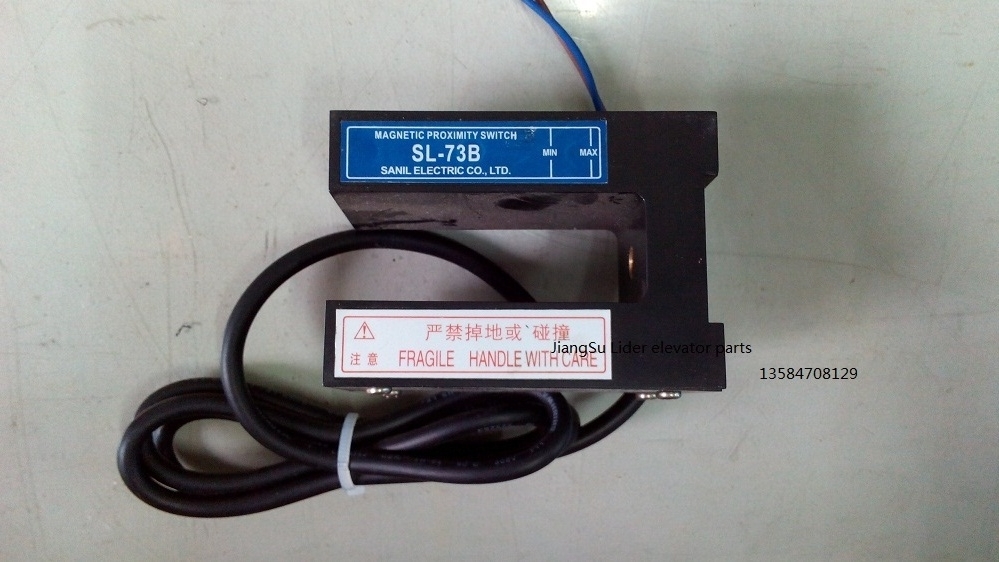 MAGNETIC PROXIMITY SWITCH
SL-73B
SANIL ELECTRIC CO., LTD.
MIN
MAX
严禁掉地或碰撞
注意 FRAGILE HANDLE WITH CARE
JiangSu Lider elevator parts
13584708129